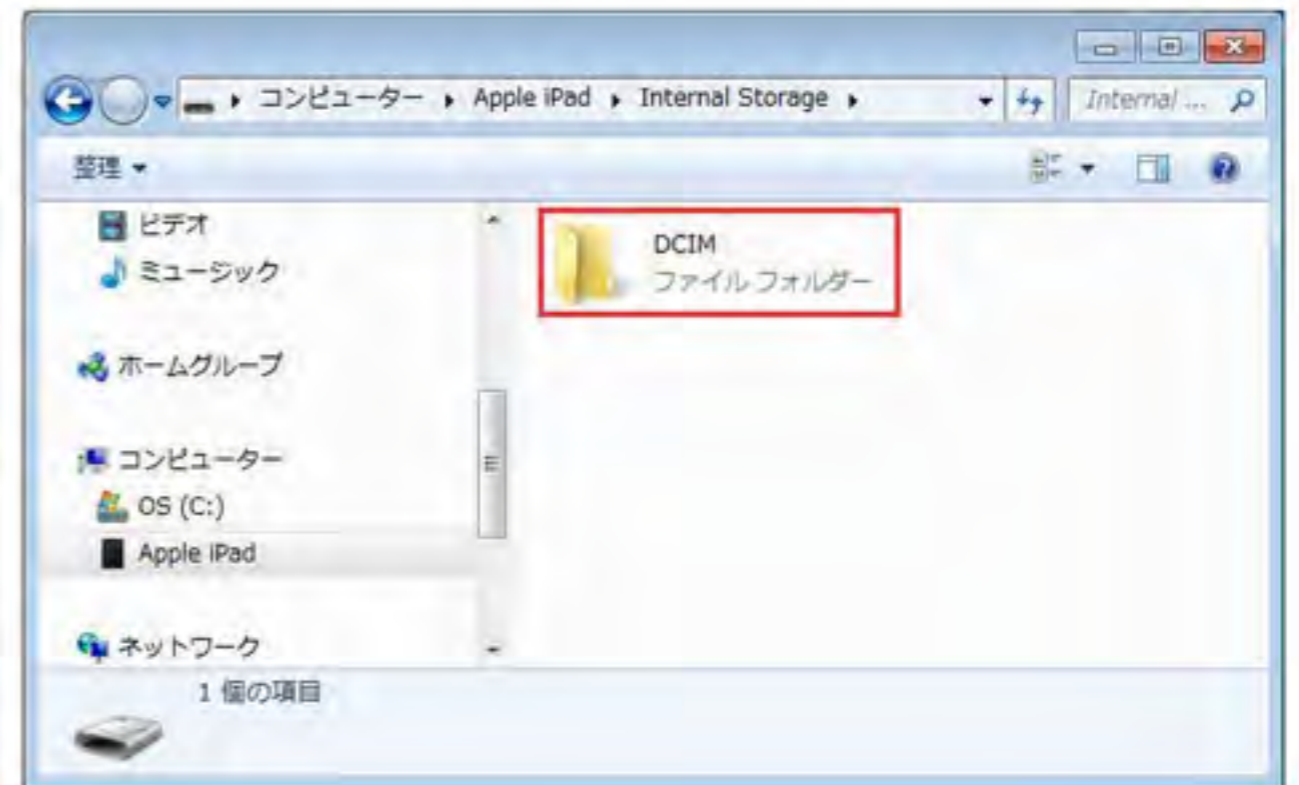 コンピューター ▸ Apple iPad ▸ Internal Storage ▸
Internal ...
整理
ビデオ
ミュージック
DCIM
ファイル フォルダー
ホームグループ
コンピューター
OS (C:)
Apple iPad
ネットワーク
1 個の項目